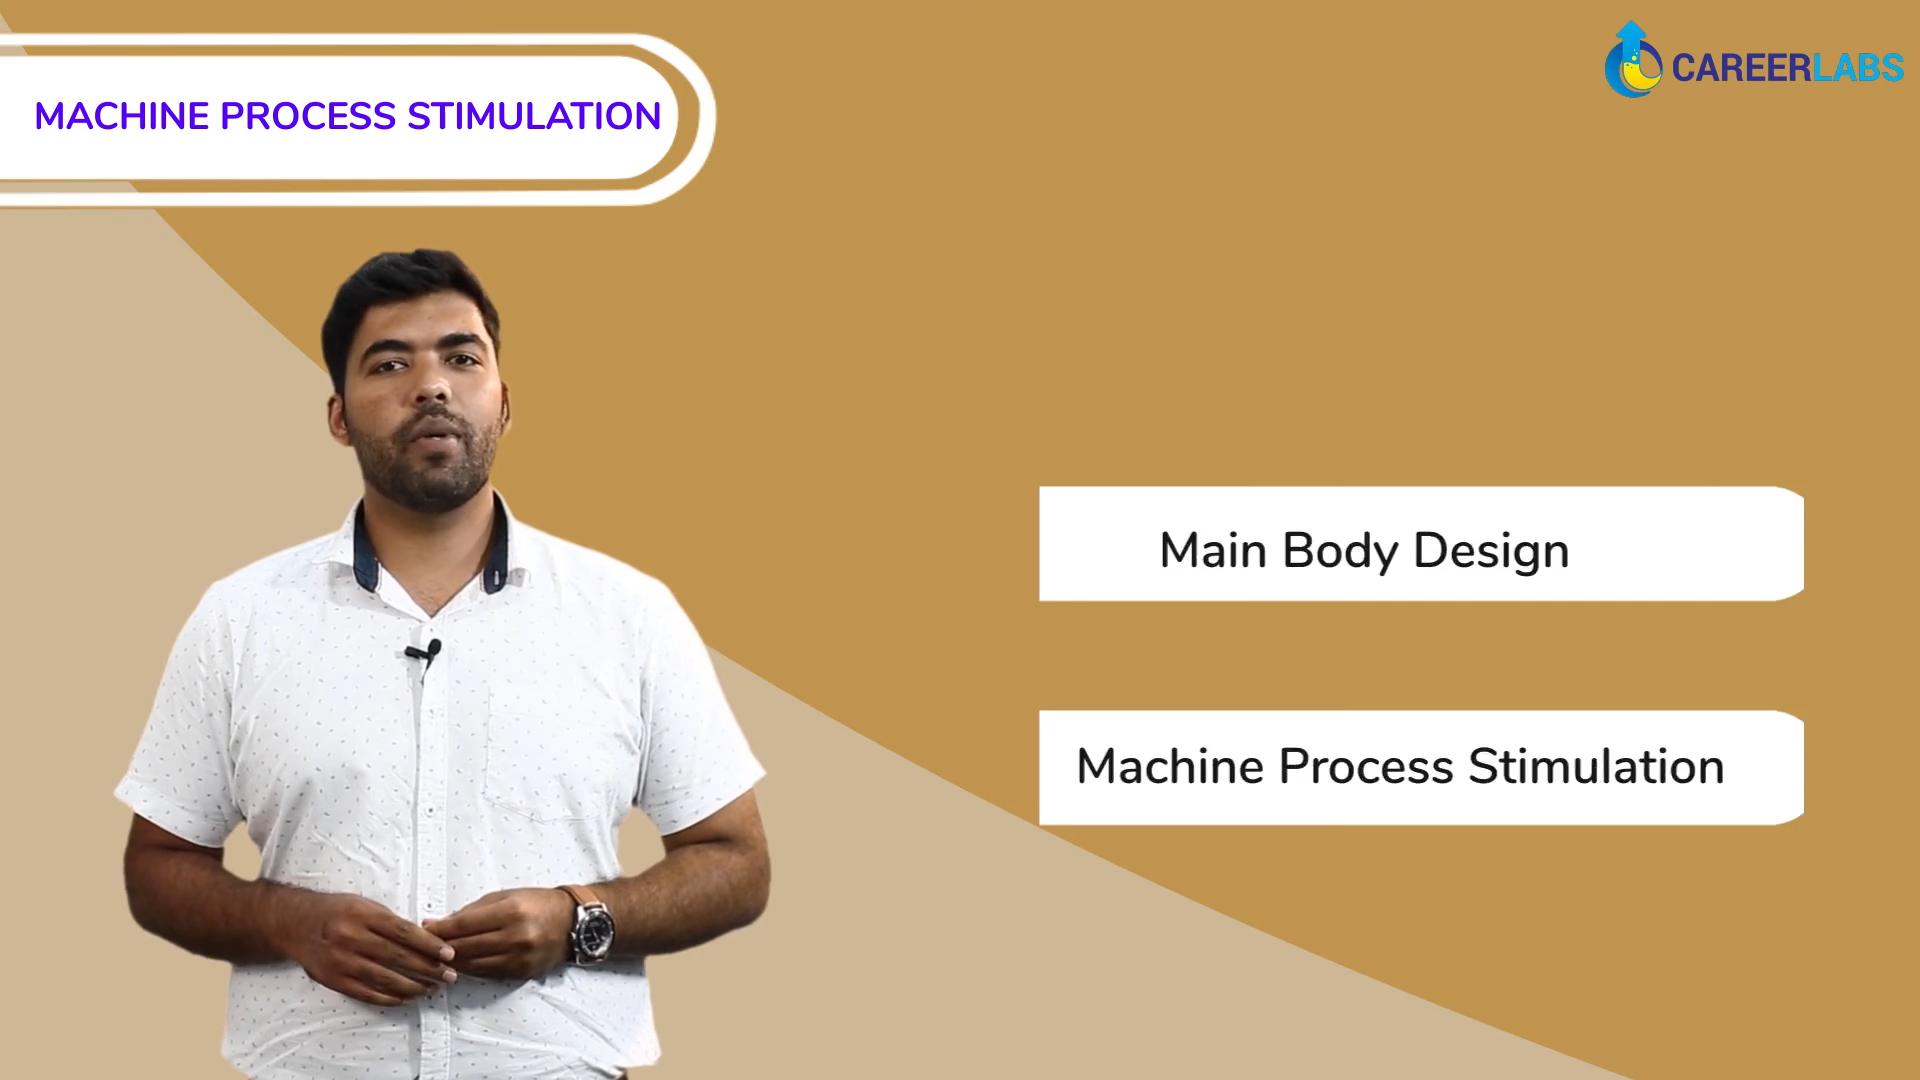 MACHINE PROCESS STIMULATION
CAREERLABS
Main Body Design
Machine Process Stimulation